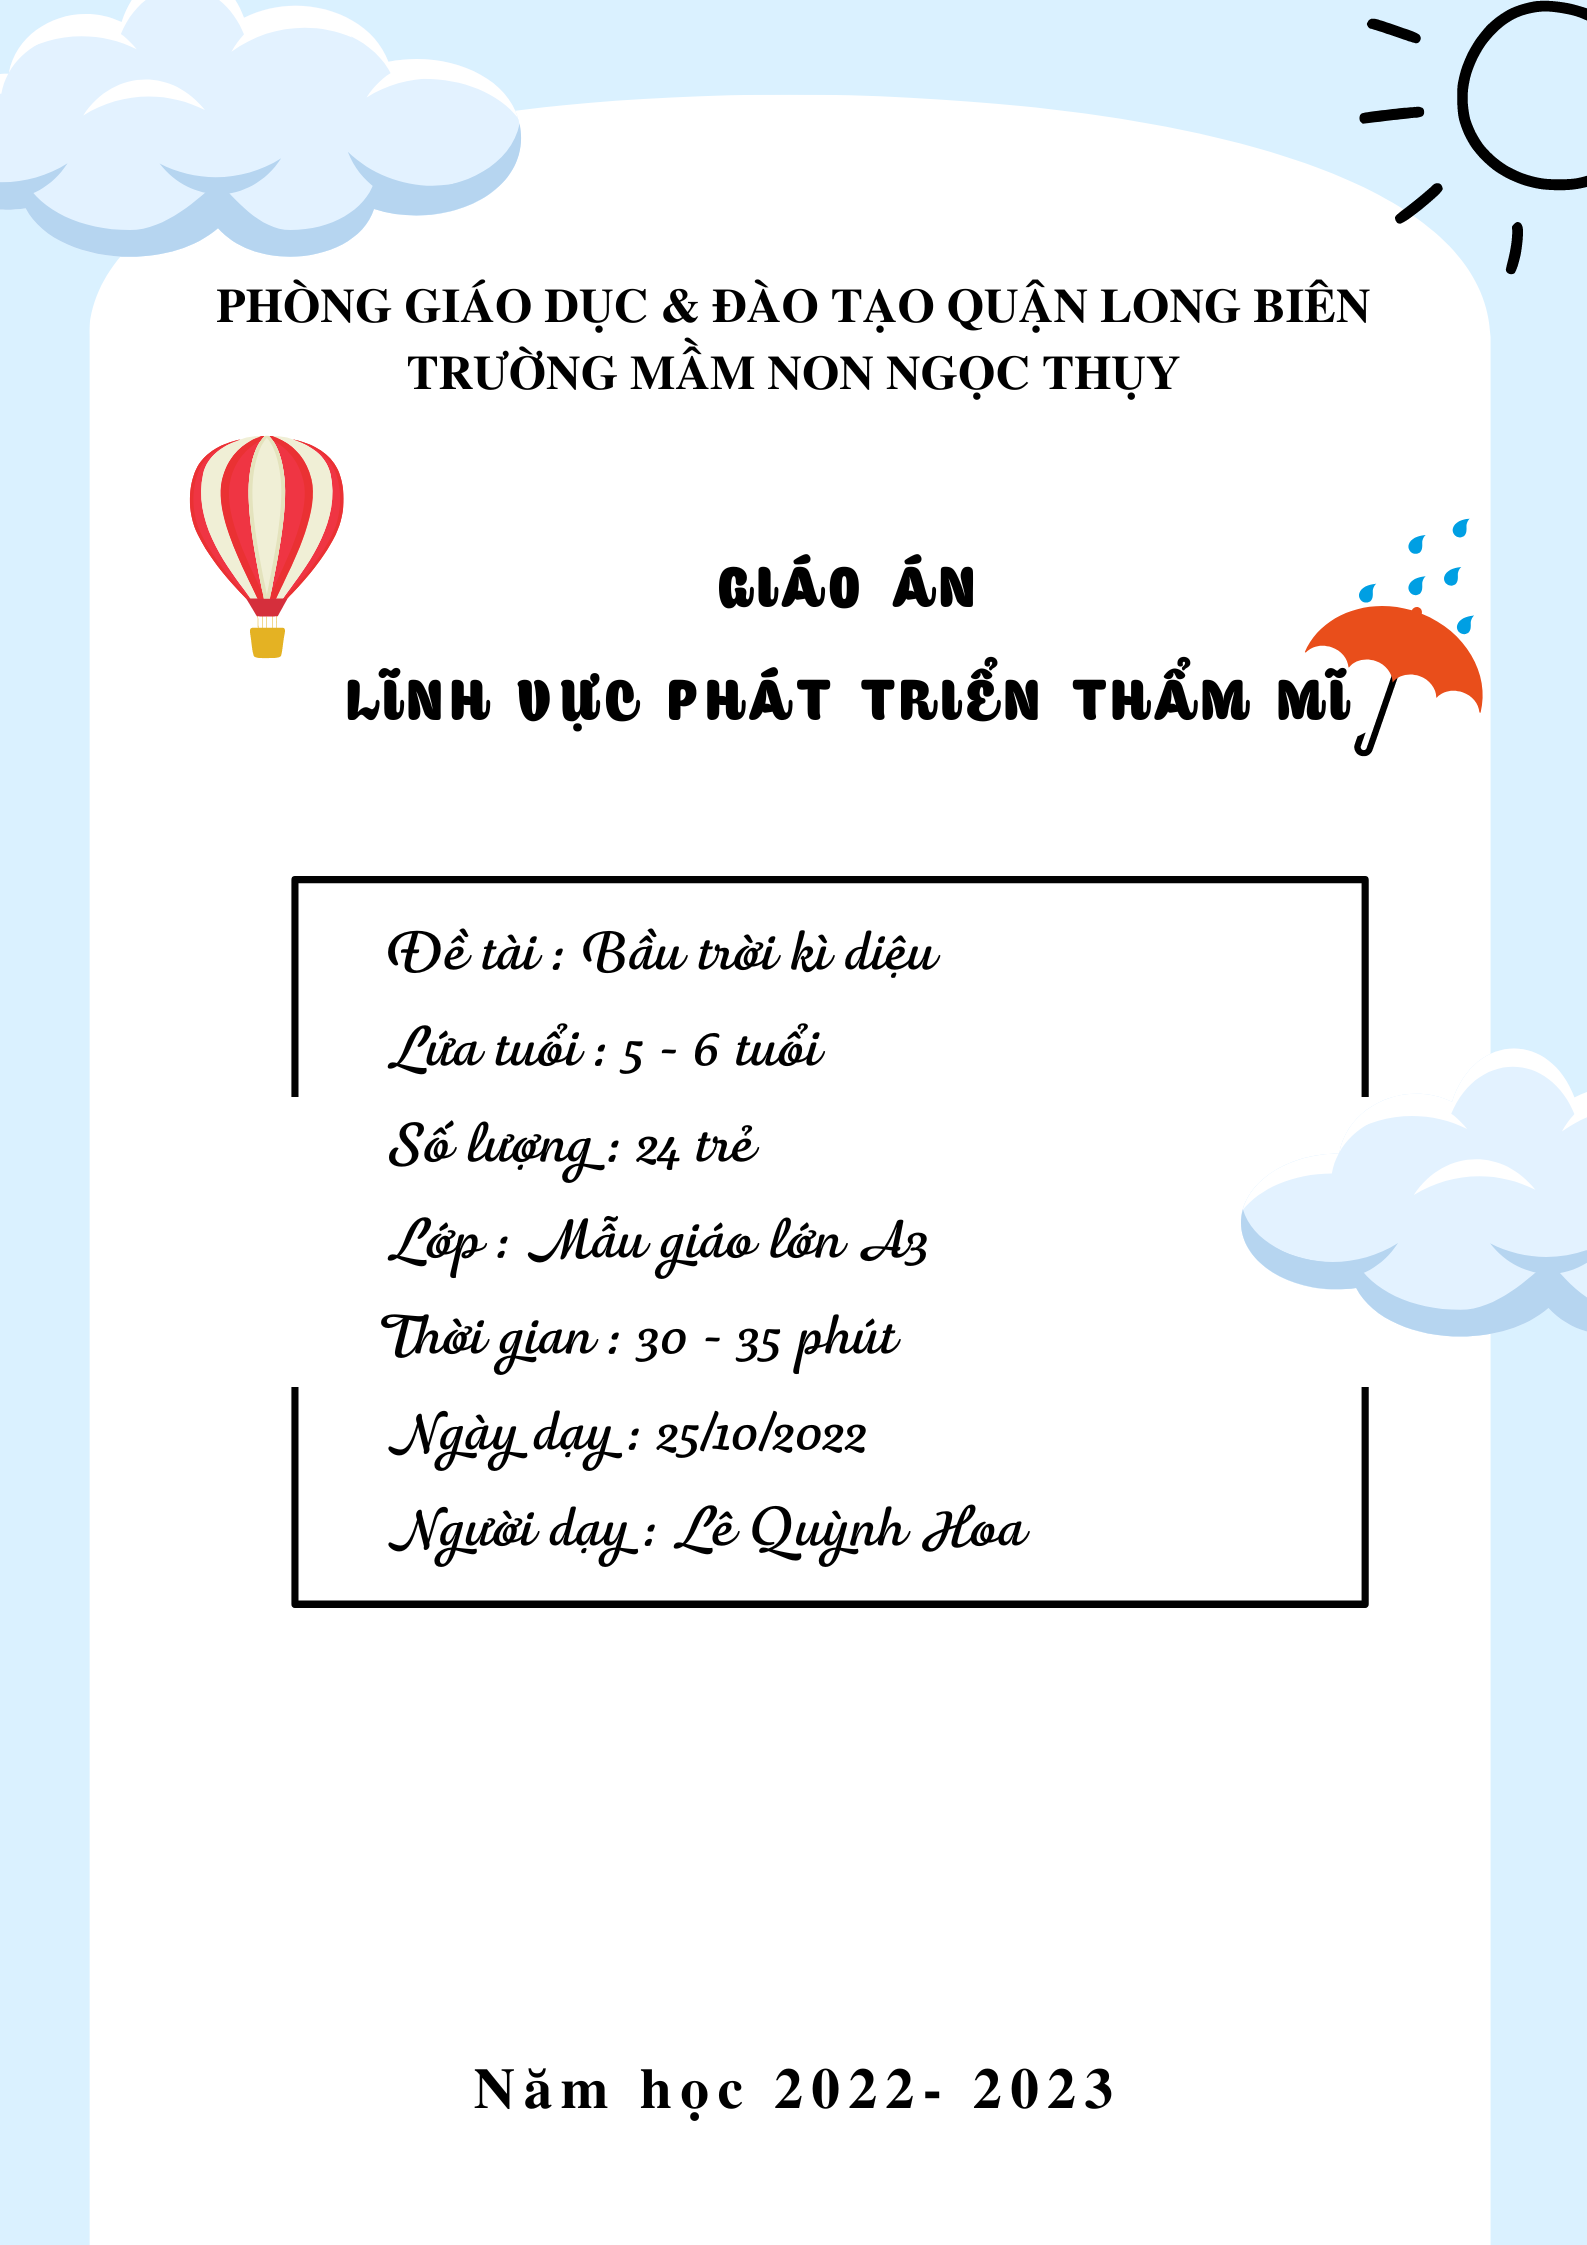 PHÒNG GIÁO DỤC & ĐÀO TẠO QUẬN LONG BIÊN
TRƯỜNG MẦM NON NGỌC THỤY
GIÁO ÁN
LĨNH VỰC PHÁT TRIỂN THẨM MĨ
Đề tài : Bầu trời kì diệu
Lứa tuổi : 5 - 6 tuổi
Số lượng : 24 trẻ
Lớp : Mẫu giáo lớn A3
Thời gian : 30 - 35 phút
Ngày dạy : 25/10/2022
Người dạy : Lê Quỳnh Hoa
Năm học 2022- 2023